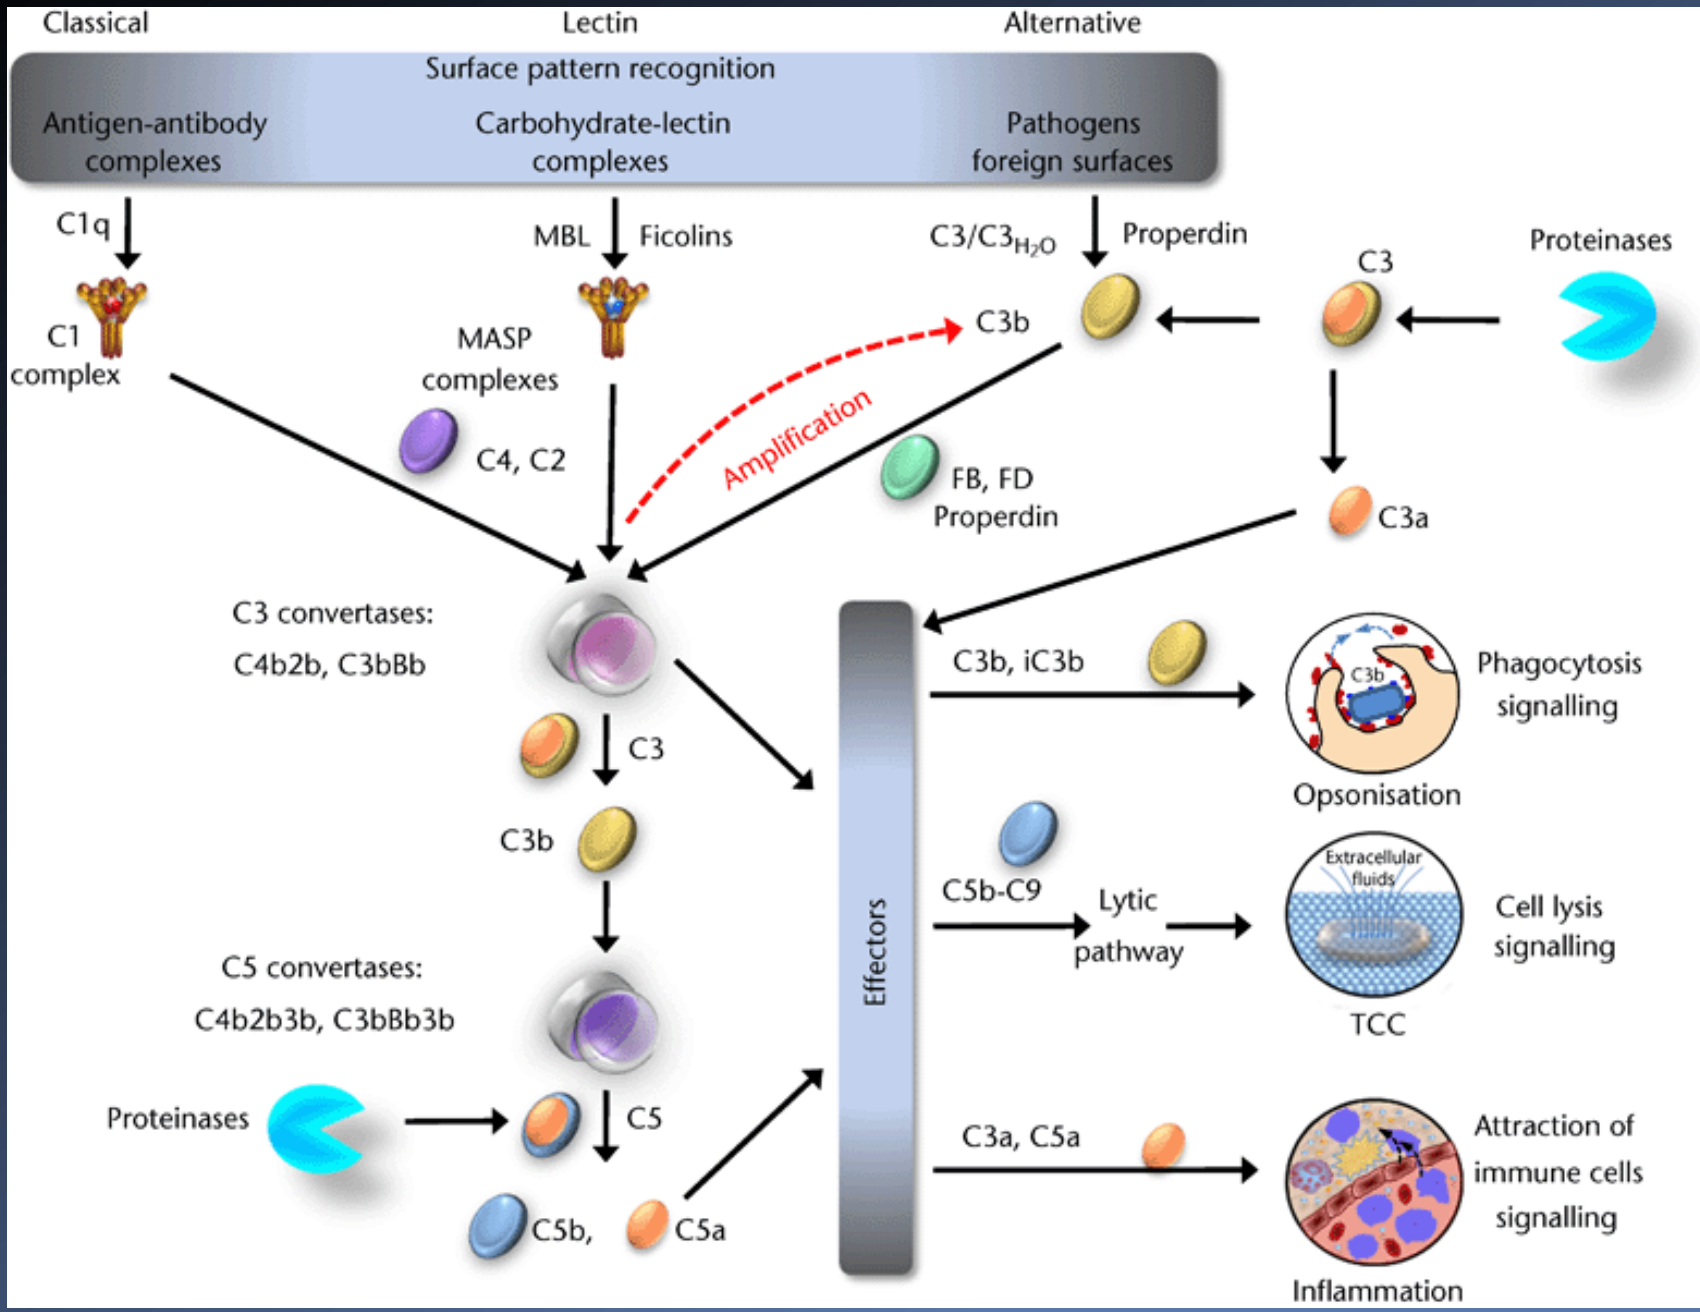 Classical
Lectin
Alternative
Surface pattern recognition
Antigen-antibody
complexes
Carbohydrate-lectin
complexes
Pathogens
foreign surfaces
C1q
MBL
Ficolins
C3/C3H₂O
Properdin
C3
Proteinases
C1
complex
MASP
complexes
C3b
Amplification
C4, C2
FB, FD
Properdin
C3a
C3 convertases:
C4b2b, C3bBb
C3
C3b
C5 convertases:
C4b2b3b, C3bBb3b
Proteinases
C5
C5b,
C5a
Effectors
C3b, iC3b
C3b
Phagocytosis
signalling
Opsonisation
C5b-C9
Lytic
pathway
Extracellular
fluids
Cell lysis
signalling
TCC
C3a, C5a
Attraction of
immune cells
signalling
Inflammation